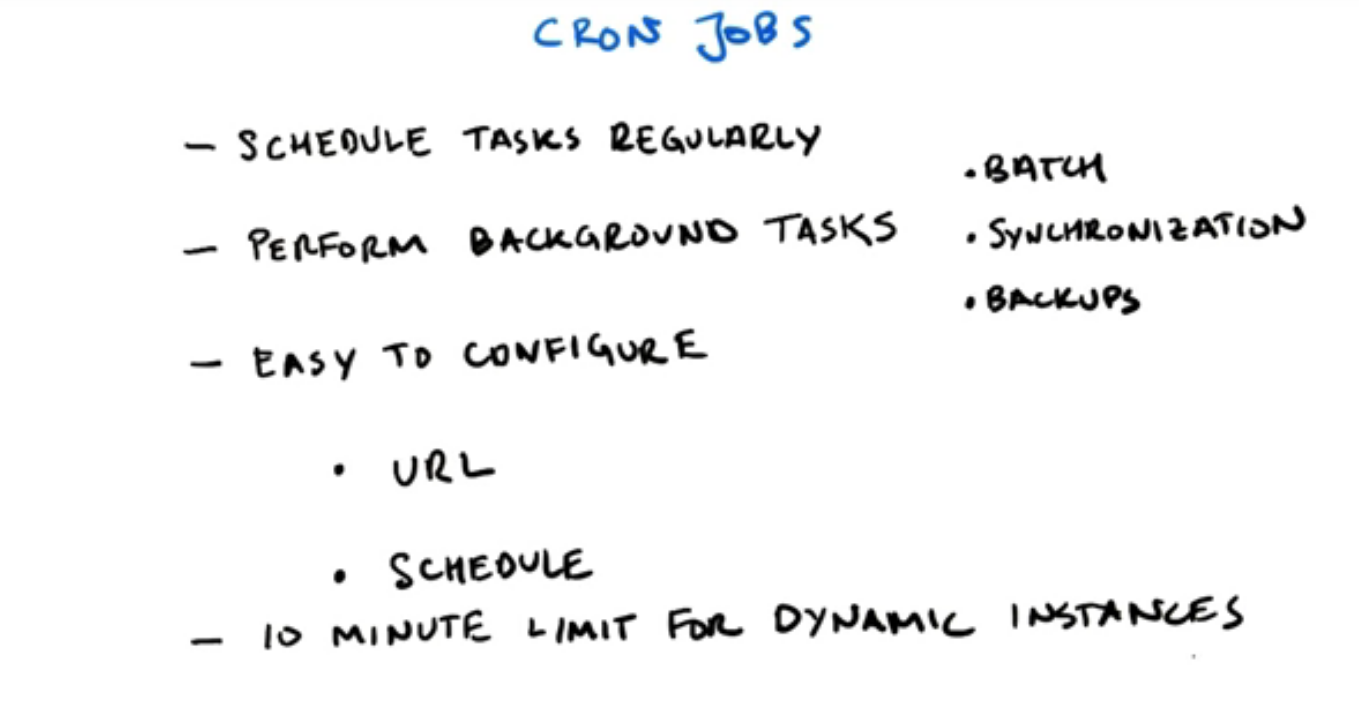 CRON JOBS
— SCHEDULE TASKS REGULARLY
— PERFORM BACKGROUND TASKS
• BATCH
• SYNCHRONIZATION
• BACKUPS
— EASY TO CONFIGURE
• URL
• SCHEDULE
— 10 MINUTE LIMIT FOR DYNAMIC INSTANCES